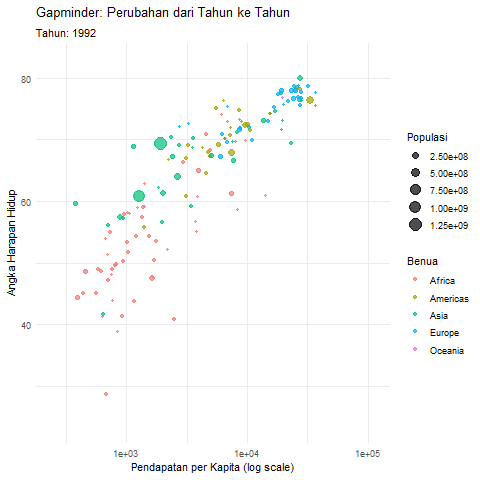 Gapminder: Perubahan dari Tahun ke Tahun
Tahun: 1992
80
60
40
Angka Harapan Hidup
1e+03
1e+04
1e+05
Pendapatan per Kapita (log scale)
Populasi
2.50e+08
5.00e+08
7.50e+08
1.00e+09
1.25e+09
Benua
Africa
Americas
Asia
Europe
Oceania